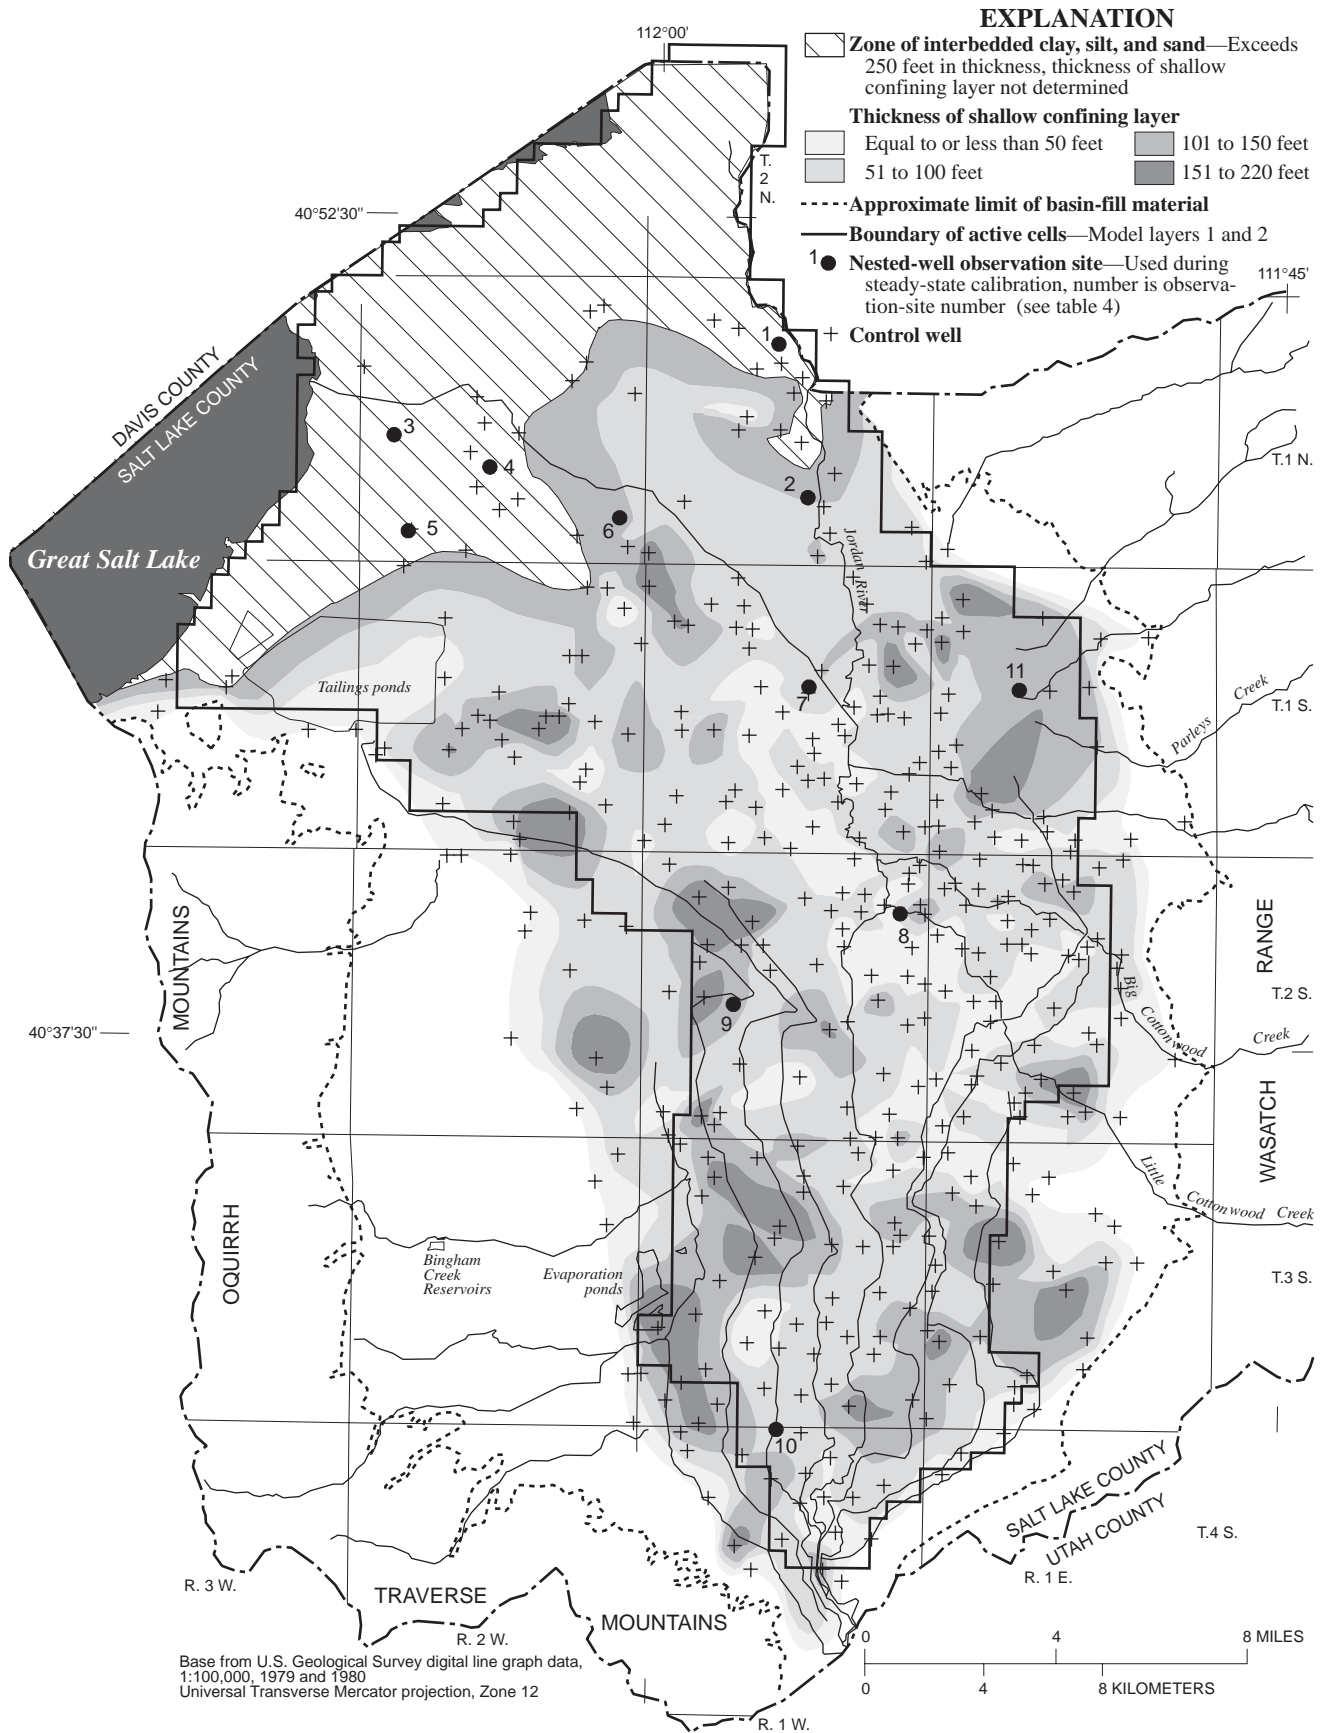 EXPLANATION
Zone of interbedded clay, silt, and sand—Exceeds
250 feet in thickness, thickness of shallow
confining layer not determined
Thickness of shallow confining layer
Equal to or less than 50 feet
101 to 150 feet
51 to 100 feet
151 to 220 feet
Approximate limit of basin-fill material
Boundary of active cells—Model layers 1 and 2
1
Nested-well observation site—Used during
steady-state calibration, number is observa-
tion-site number (see table 4)
Control well
112°00'
T.
2
N.
40°52'30"
111°45'
DAVIS COUNTY
SALT LAKE COUNTY
1
3
4
T.1 N.
2
5
6
Jordan
River
Great Salt Lake
11
Tailings ponds
7
Parleys
Creek
T.1 S.
MOUNTAINS
8
RANGE
Big
Cottonwood
Creek
T.2 S.
9
40°37'30"
WASATCH
Little
Cottonwood Creek
OQUIRRH
Bingham
Creek
Reservoirs
Evaporation
ponds
T.3 S.
10
SALT LAKE COUNTY
UTAH COUNTY
T.4 S.
R. 3 W.
R. 1 E.
TRAVERSE
MOUNTAINS
R. 2 W.
R. 1 W.
0 4 8 MILES
0 4 8 KILOMETERS
Base from U.S. Geological Survey digital line graph data,
1:100,000, 1979 and 1980
Universal Transverse Mercator projection, Zone 12